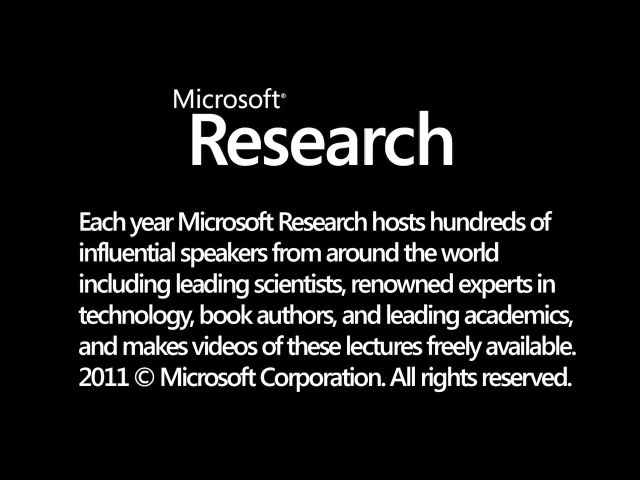 Microsoft®
Research
Each year Microsoft Research hosts hundreds of
influential speakers from around the world
including leading scientists, renowned experts in
technology, book authors, and leading academics,
and makes videos of these lectures freely available.
2011 © Microsoft Corporation. All rights reserved.